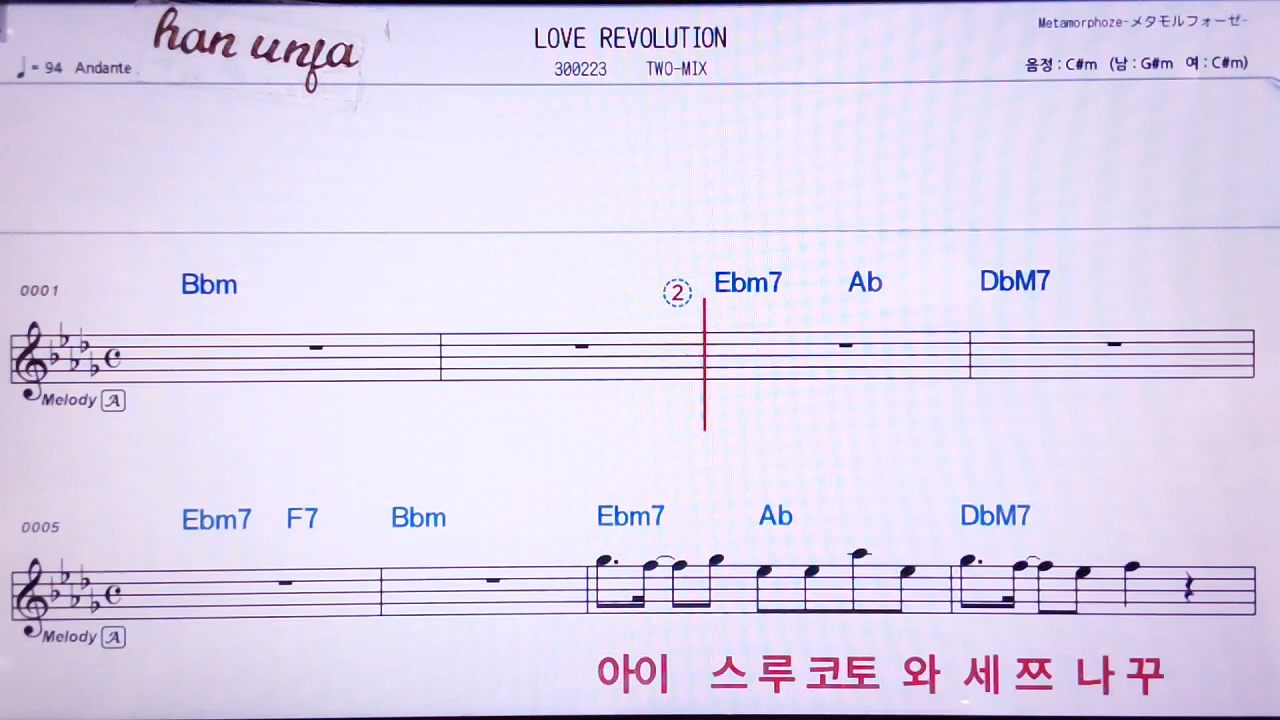 han unfa
LOVE REVOLUTION
Metamorphoze-メタモルフォーゼ-
♩= 94 Andante
300223 TWO-MIX
음정 : C#m (남 : G#m 여 : C#m)
0001 Bbm ② Ebm7 Ab DbM7
Melody A
0005 Ebm7 F7 Bbm Ebm7 Ab DbM7
Melody A
아이 스 루 코토 와 세 쯔 나 꾸